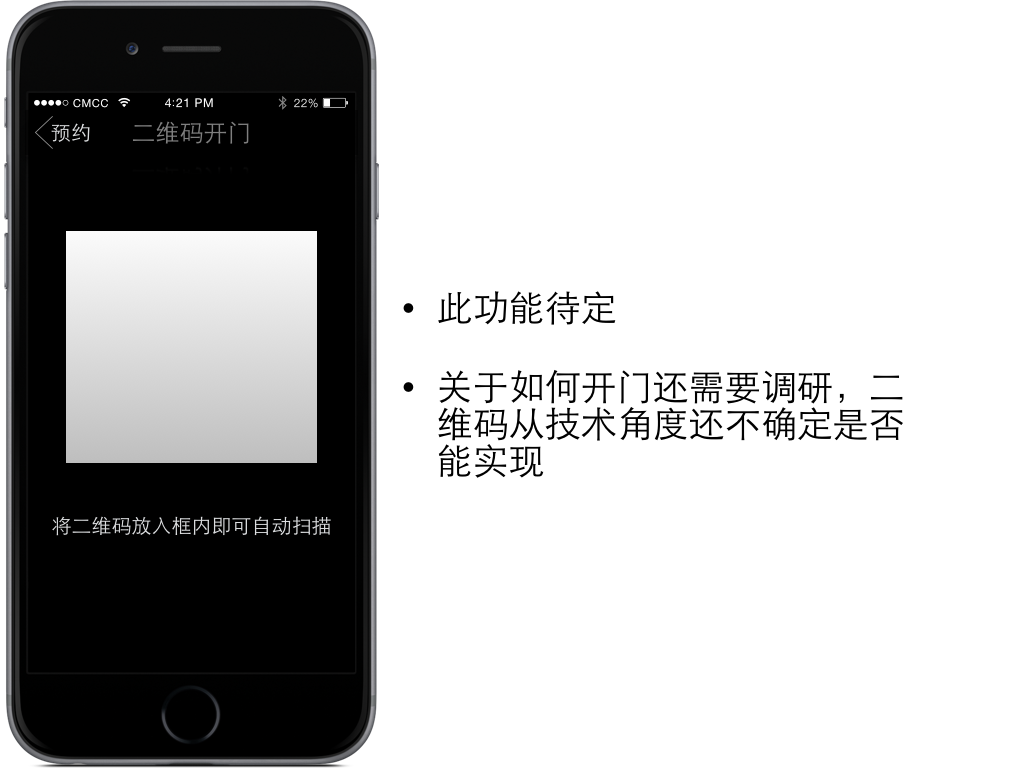 CMCC 4:21 PM 22%
预约 二维码开门
将二维码放入框内即可自动扫描
• 此功能待定
• 关于如何开门还需要调研，二
维码从技术角度还不确定是否
能实现